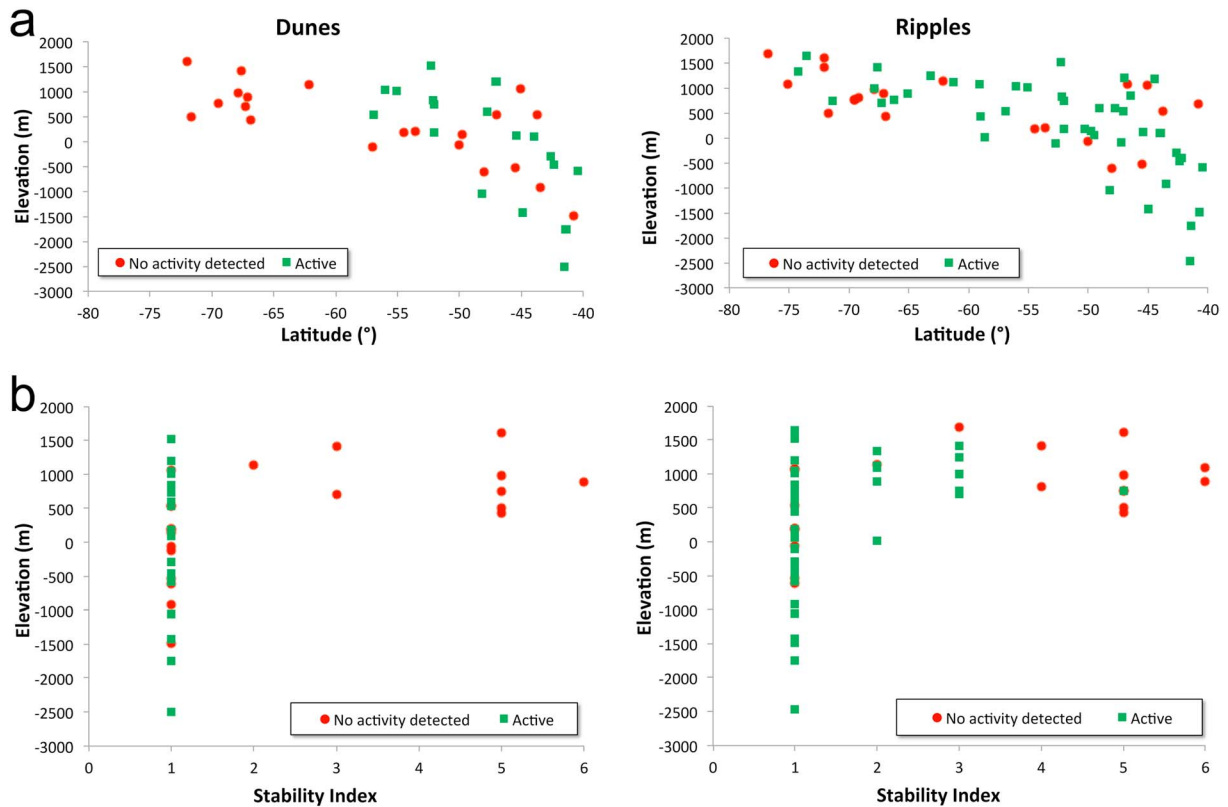 a
Dunes
Elevation (m)
2000
1500
1000
500
0
-500
-1000
-1500
-2000
-2500
-3000
No activity detected Active
-80 -75 -70 -65 -60 -55 -50 -45 -40
Latitude (°)
Ripples
Elevation (m)
2000
1500
1000
500
0
-500
-1000
-1500
-2000
-2500
-3000
No activity detected Active
-80 -75 -70 -65 -60 -55 -50 -45 -40
Latitude (°)
b
Elevation (m)
2000
1500
1000
500
0
-500
-1000
-1500
-2000
-2500
-3000
No activity detected Active
0 1 2 3 4 5 6
Stability Index
Elevation (m)
2000
1500
1000
500
0
-500
-1000
-1500
-2000
-2500
-3000
No activity detected Active
0 1 2 3 4 5 6
Stability Index